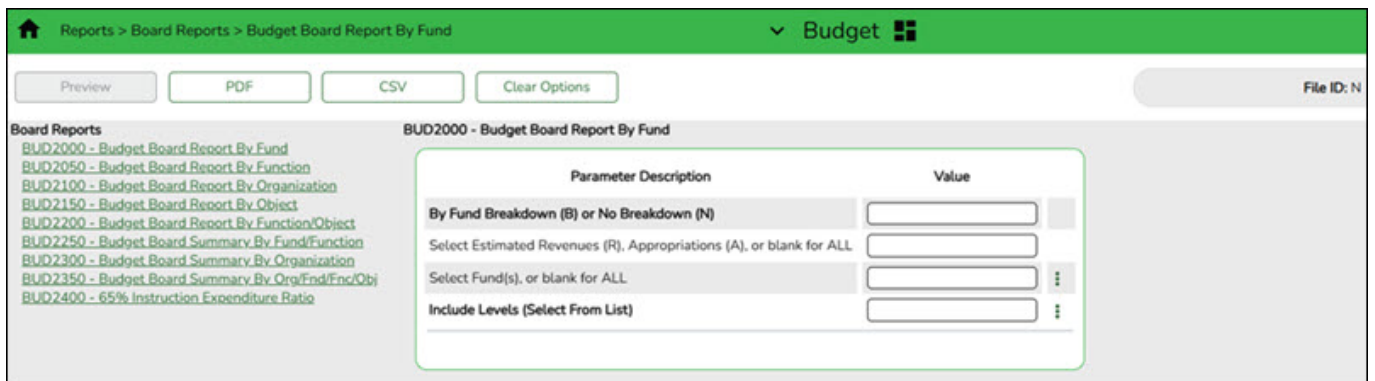 Reports > Board Reports > Budget Board Report By Fund
Budget
Preview
PDF
CSV
Clear Options
File ID: N
Board Reports
BUD2000 - Budget Board Report By Fund
BUD2050 - Budget Board Report By Function
BUD2100 - Budget Board Report By Organization
BUD2150 - Budget Board Report By Object
BUD2200 - Budget Board Report By Function/Object
BUD2250 - Budget Board Summary By Fund/Function
BUD2300 - Budget Board Summary By Organization
BUD2350 - Budget Board Summary By Org/Fnd/Fnc/Obj
BUD2400 - 65% Instruction Expenditure Ratio
BUD2000 - Budget Board Report By Fund
Parameter Description Value
By Fund Breakdown (B) or No Breakdown (N)
Select Estimated Revenues (R), Appropriations (A), or blank for ALL
Select Fund(s), or blank for ALL
Include Levels (Select From List)